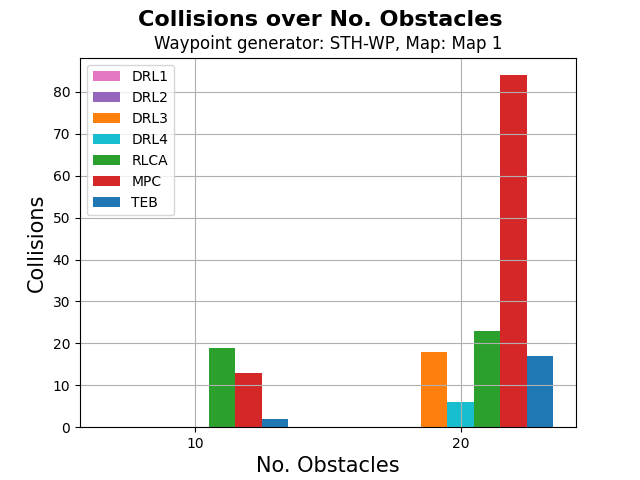 Collisions over No. Obstacles
Waypoint generator: STH-WP, Map: Map 1
DRL1
DRL2
DRL3
DRL4
RLCA
MPC
TEB
80
70
60
50
40
30
20
10
0
Collisions
10 20
No. Obstacles